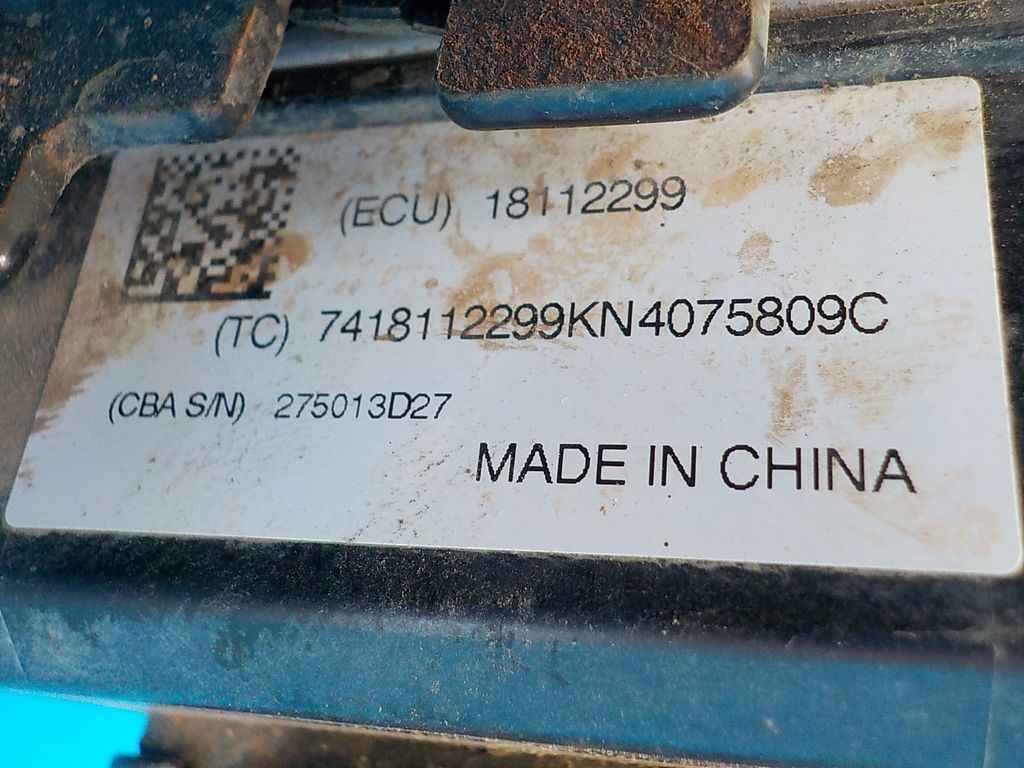 (ECU) 18112299
(TC) 7418112299KN4075809C
(CBA S/N) 275013D27
MADE IN CHINA